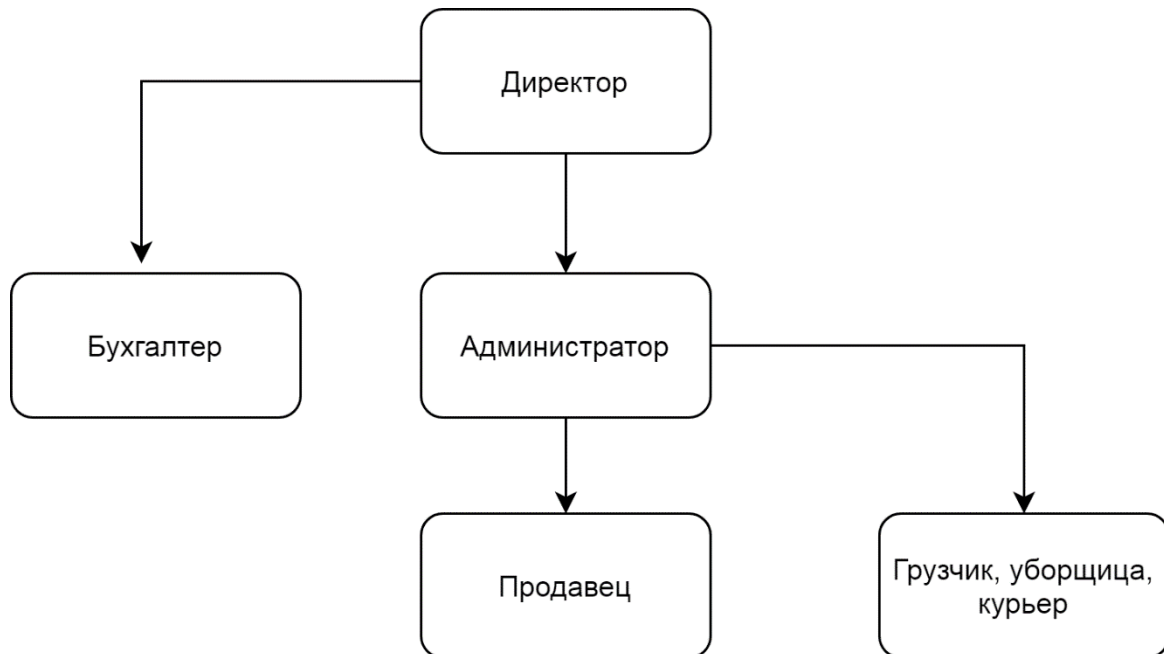 Директор
Бухгалтер
Администратор
Продавец
Грузчик, уборщица,
курьер